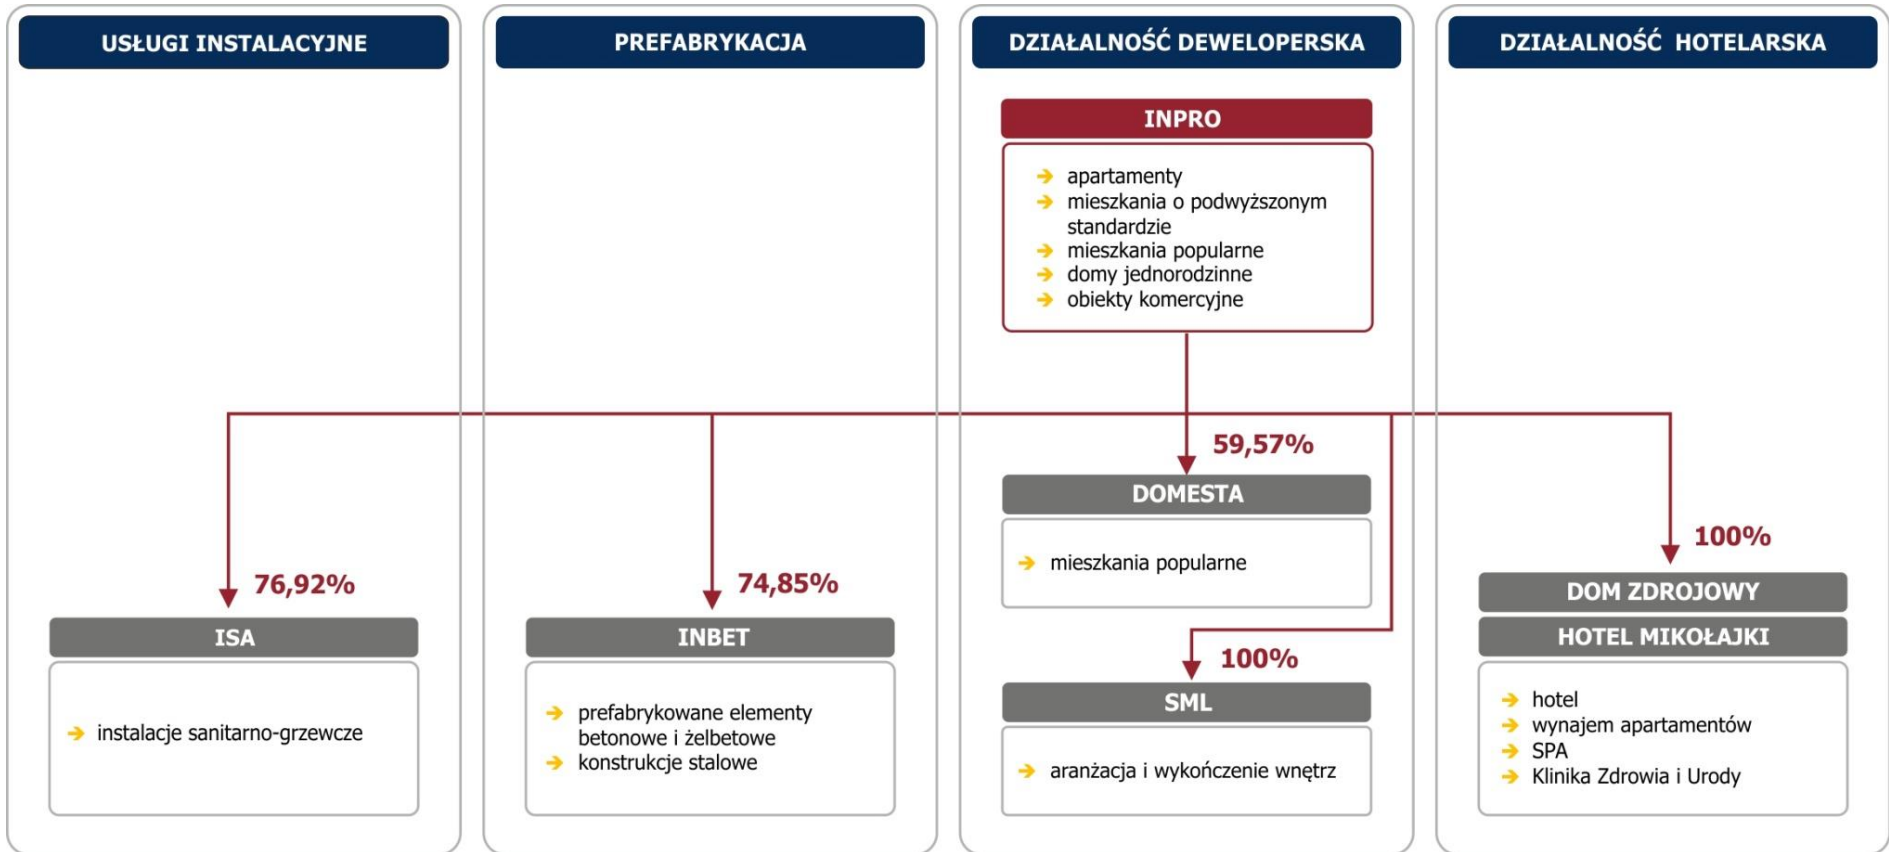 USŁUGI INSTALACYJNE
76,92%
ISA
instalacje sanitarno-grzewcze
PREFABRYKACJA
74,85%
INBET
prefabrykowane elementy
betonowe i żelbetowe
konstrukcje stalowe
DZIAŁALNOŚĆ DEWELOPERSKA
INPRO
apartamenty
mieszkania o podwyższonym
standardzie
mieszkania popularne
domy jednorodzinne
obiekty komercyjne
59,57%
DOMESTA
mieszkania popularne
100%
SML
aranżacja i wykończenie wnętrz
DZIAŁALNOŚĆ HOTELARSKA
100%
DOM ZDROJOWY
HOTEL MIKOŁAJKI
hotel
wynajem apartamentów
SPA
Klinika Zdrowia i Urody